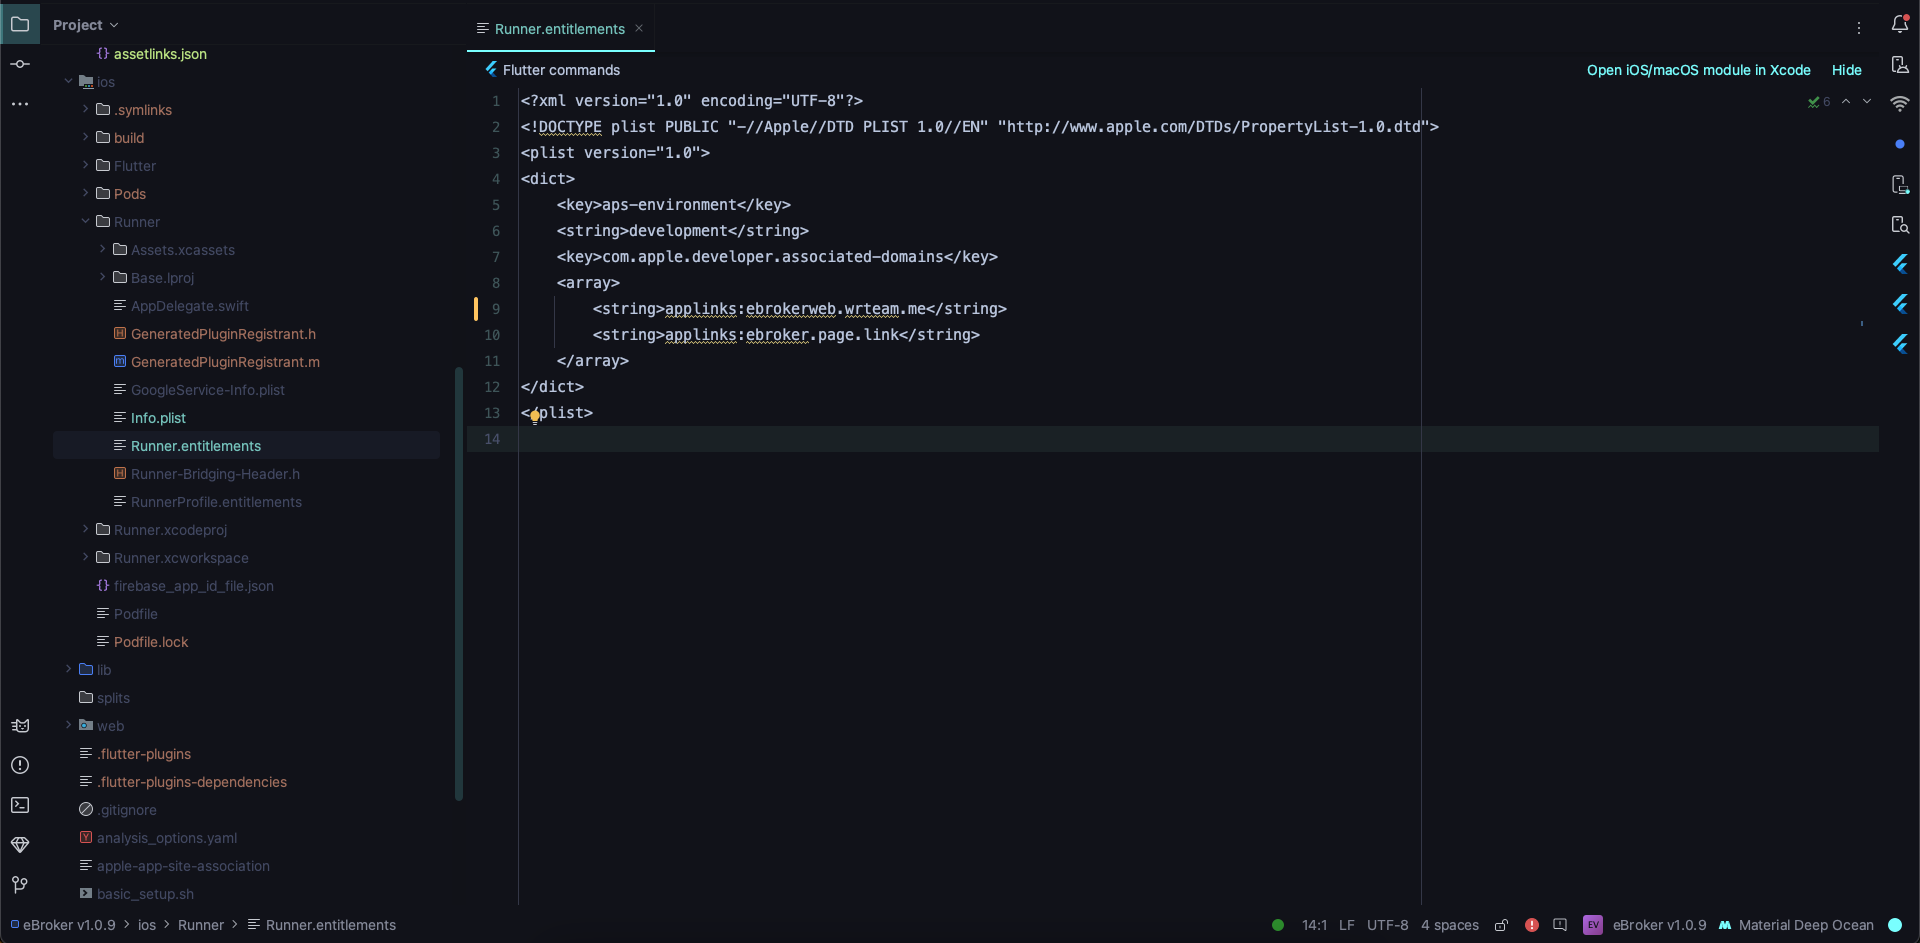 Project
Runner.entitlements
assetlinks.json
ios
.symlinks
build
Flutter
Pods
Runner
Assets.xcassets
Base.lproj
AppDelegate.swift
GeneratedPluginRegistrant.h
GeneratedPluginRegistrant.m
GoogleService-Info.plist
Info.plist
Runner.entitlements
Runner-Bridging-Header.h
RunnerProfile.entitlements
Runner.xcodeproj
Runner.xcworkspace
firebase_app_id_file.json
Podfile
Podfile.lock
lib
splits
web
.flutter-plugins
.flutter-plugins-dependencies
.gitignore
analysis_options.yaml
apple-app-site-association
basic_setup.sh
Flutter commands
Open iOS/macOS module in Xcode Hide
6
1 <?xml version="1.0" encoding="UTF-8"?>
2 <!DOCTYPE plist PUBLIC "-//Apple//DTD PLIST 1.0//EN" "http://www.apple.com/DTDs/PropertyList-1.0.dtd">
3 <plist version="1.0">
4 <dict>
5 <key>aps-environment</key>
6 <string>development</string>
7 <key>com.apple.developer.associated-domains</key>
8 <array>
9 <string>applinks:ebrokerweb.wrteam.me</string>
10 <string>applinks:ebroker.page.link</string>
11 </array>
12 </dict>
13 </plist>
14
eBroker v1.0.9 > ios > Runner > Runner.entitlements
14:1 LF UTF-8 4 spaces EV eBroker v1.0.9 Material Deep Ocean